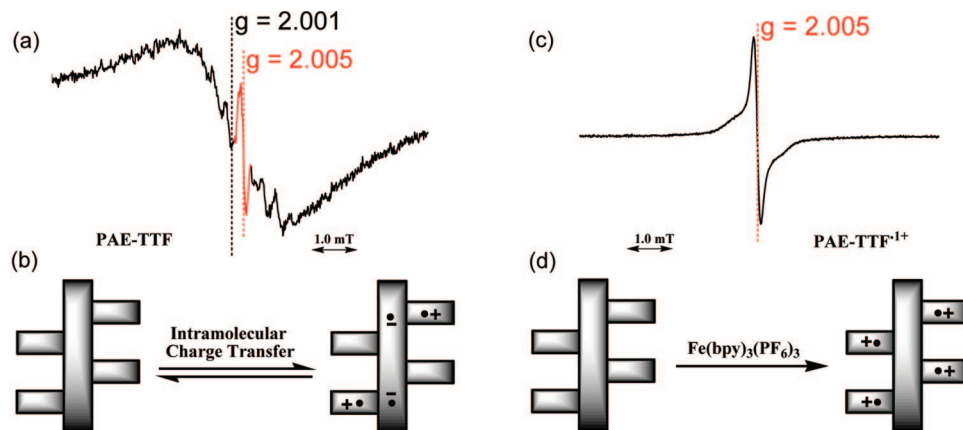 (a)
g = 2.001
g = 2.005
PAE-TTF
1.0 mT
(c)
g = 2.005
1.0 mT
PAE-TTF·1+
(b)
Intramolecular
Charge Transfer
•+
•
−
−
•
+•
(d)
Fe(bpy)3(PF6)3
•+
+•
•+
+•